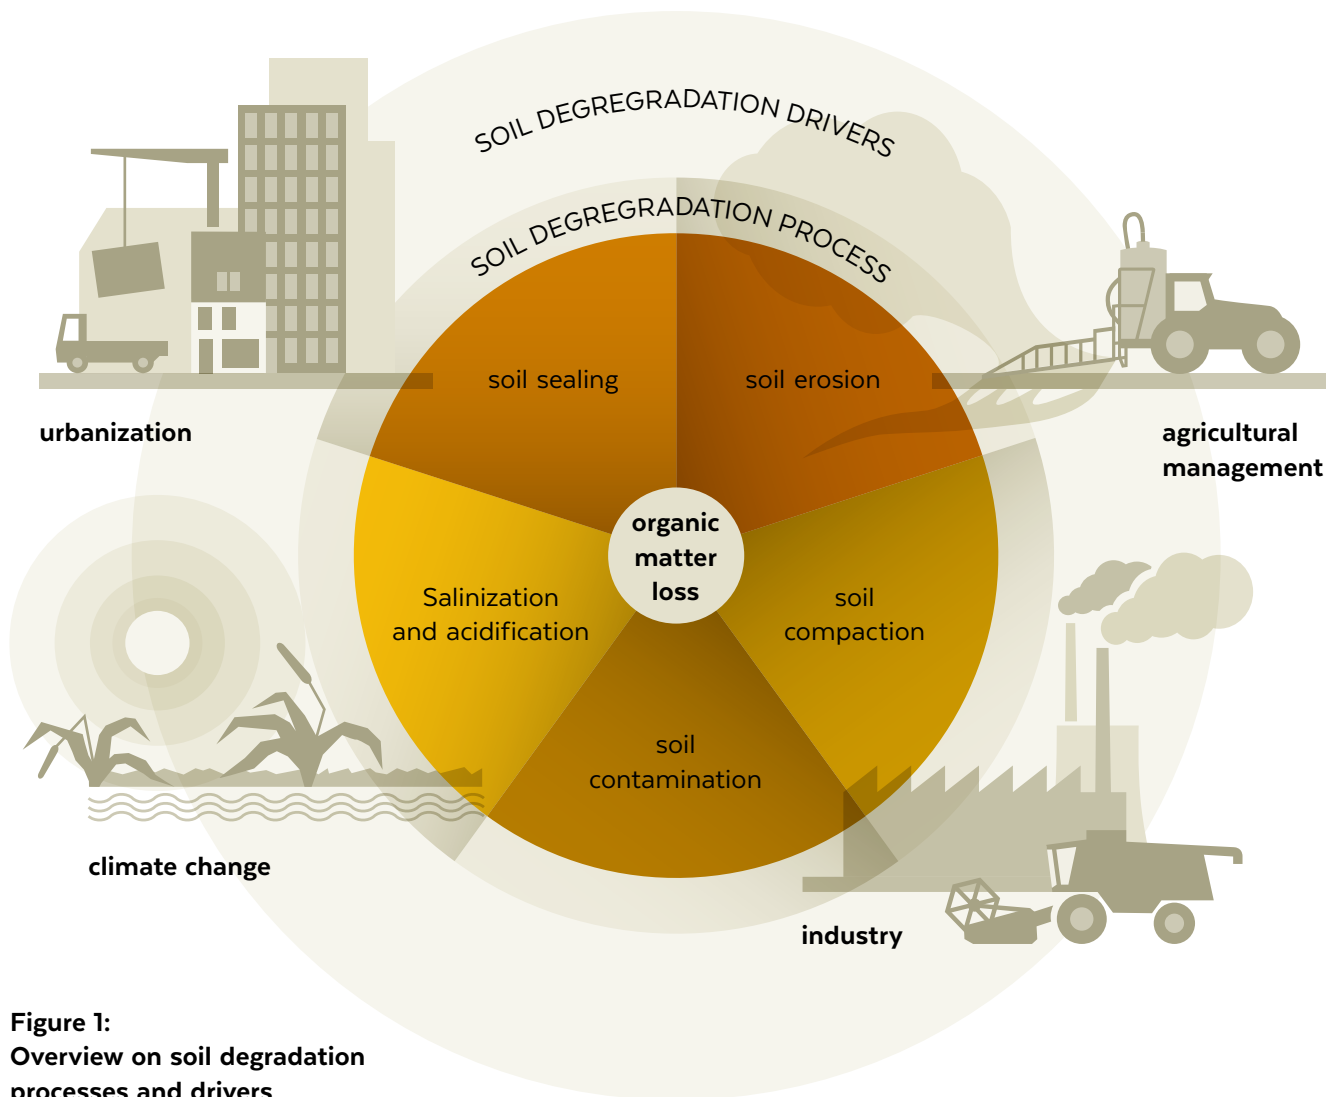 SOIL DEGREGRADATION DRIVERS
SOIL DEGREGRADATION PROCESS
soil sealing
soil erosion
urbanization
agricultural
management
organic
matter
loss
Salinization
and acidification
soil
compaction
soil
contamination
climate change
industry
Figure 1:
Overview on soil degradation
processes and drivers